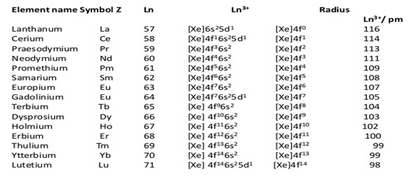 Element name Symbol Z Ln Ln³⁺ Radius
Ln³⁺/ pm
Lanthanum La 57 [Xe]6s²5d¹ [Xe]4f⁰ 116
Cerium Ce 58 [Xe]4f¹6s²5d¹ [Xe]4f¹ 114
Praesodymium Pr 59 [Xe]4f³6s² [Xe]4f² 113
Neodymium Nd 60 [Xe]4f⁴6s² [Xe]4f³ 111
Promethium Pm 61 [Xe]4f⁵6s² [Xe]4f⁴ 109
Samarium Sm 62 [Xe]4f⁶6s² [Xe]4f⁵ 108
Europium Eu 63 [Xe]4f⁷6s² [Xe]4f⁶ 107
Gadolinium Eu 64 [Xe]4f⁷6s²5d¹ [Xe]4f⁷ 105
Terbium Tb 65 [Xe] 4f⁹6s² [Xe]4f⁸ 104
Dysprosium Dy 66 [Xe] 4f¹⁰6s² [Xe]4f⁹ 103
Holmium Ho 67 [Xe] 4f¹¹6s² [Xe]4f¹⁰ 102
Erbium Er 68 [Xe] 4f¹²6s² [Xe]4f¹¹ 100
Thulium Tm 69 [Xe] 4f¹³6s² [Xe]4f¹² 99
Ytterbium Yb 70 [Xe] 4f¹⁴6s² [Xe]4f¹³ 99
Lutetium Lu 71 [Xe] 4f¹⁴6s²5d¹ [Xe]4f¹⁴ 98